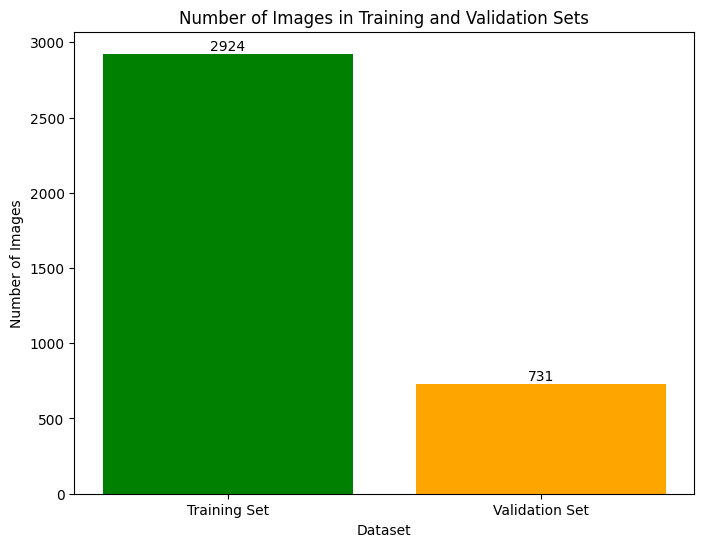 Number of Images in Training and Validation Sets
3000
2924
2500
2000
1500
1000
731
500
0
Number of Images
Training Set
Validation Set
Dataset